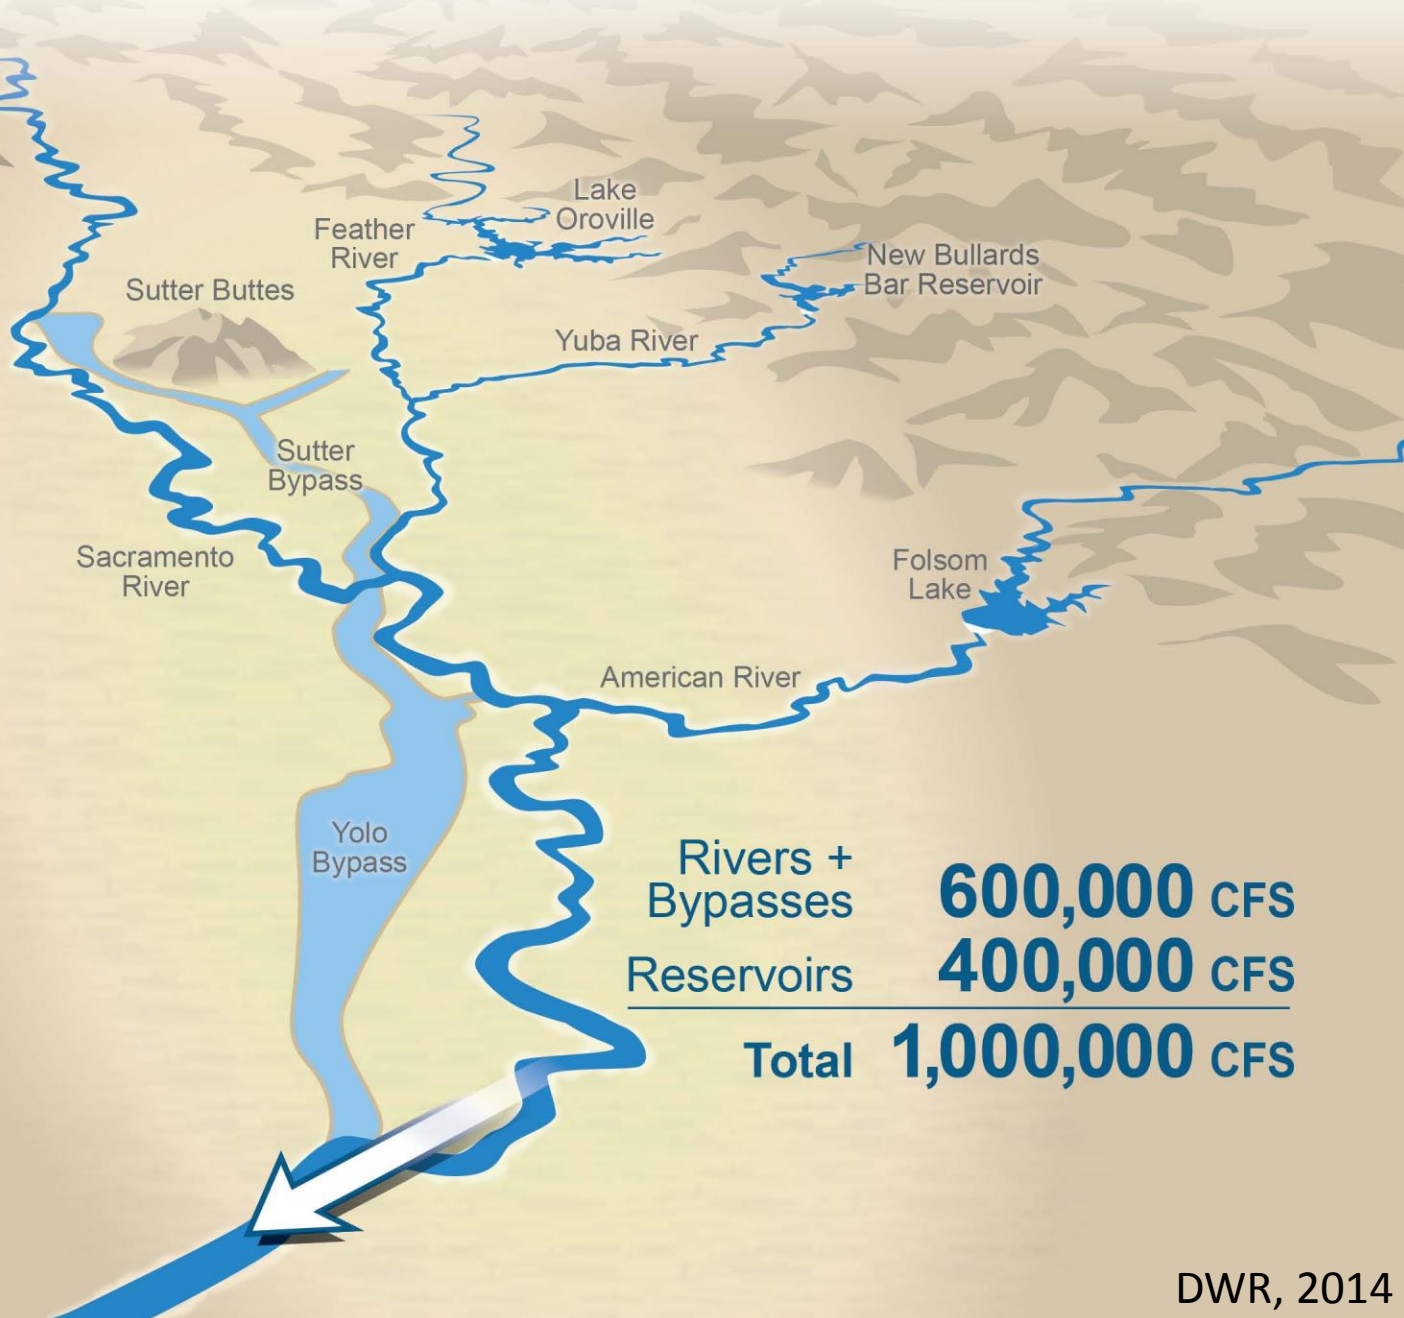 Lake
Oroville
Feather
River
New Bullards
Bar Reservoir
Sutter Buttes
Yuba River
Sutter
Bypass
Sacramento
River
Folsom
Lake
American River
Yolo
Bypass
Rivers +
Bypasses 600,000 CFS
Reservoirs 400,000 CFS
Total 1,000,000 CFS
DWR, 2014